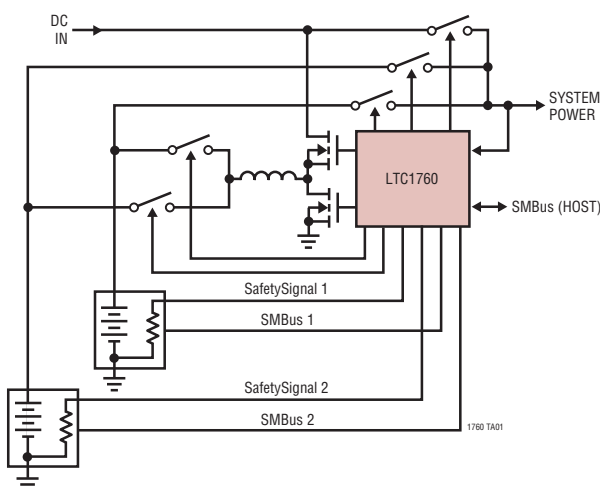 DC
IN
SYSTEM
POWER
LTC1760
SMBus (HOST)
SafetySignal 1
SMBus 1
SafetySignal 2
SMBus 2
1760 TA01